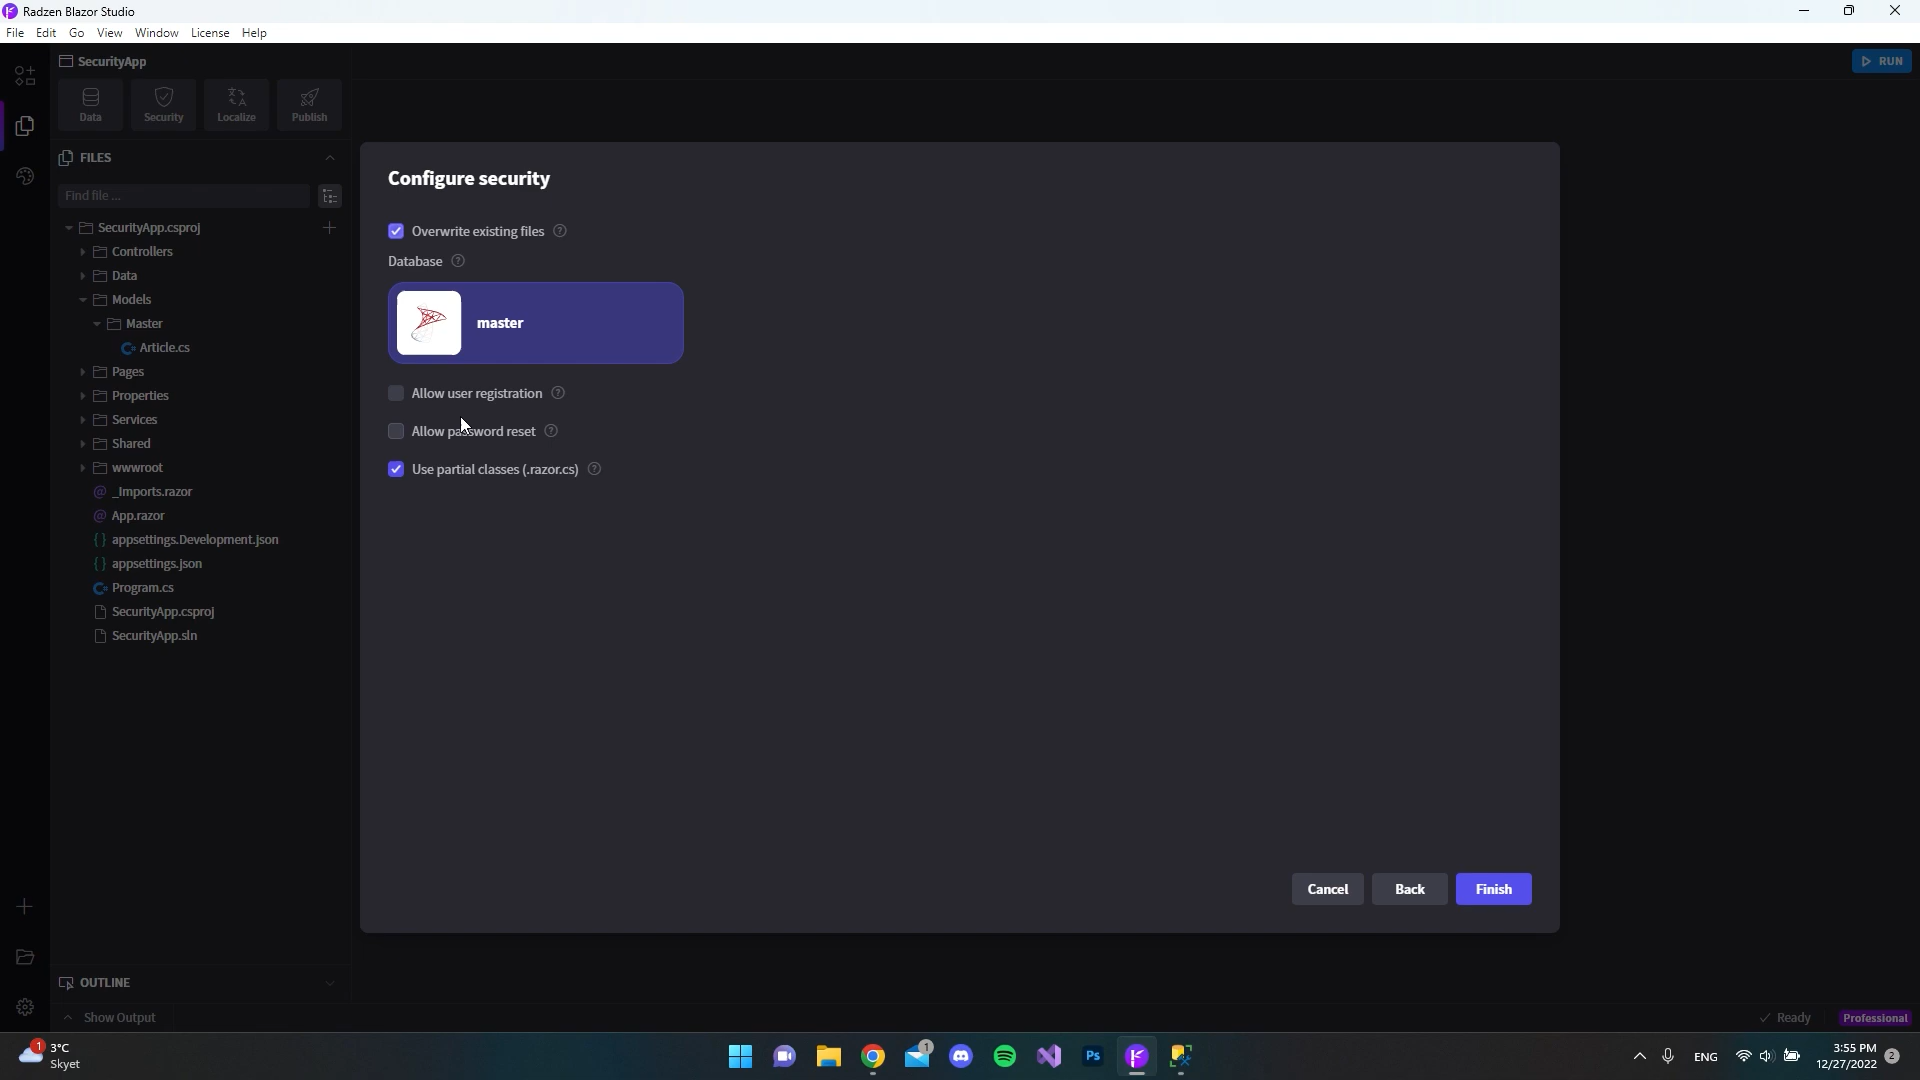 Radzen Blazor Studio
File Edit Go View Window License Help
SecurityApp
RUN
Data Security Localize Publish
FILES
Find file ...
SecurityApp.csproj
Controllers
Data
Models
Master
Article.cs
Pages
Properties
Services
Shared
wwwroot
_Imports.razor
App.razor
appsettings.Development.json
appsettings.json
Program.cs
SecurityApp.csproj
SecurityApp.sln
OUTLINE
Show Output
Configure security
Overwrite existing files
Database
master
Allow user registration
Allow password reset
Use partial classes (.razor.cs)
Cancel Back Finish
Ready Professional
1 3°C
Skyet
1
Ps
ENG
3:55 PM
12/27/2022 2